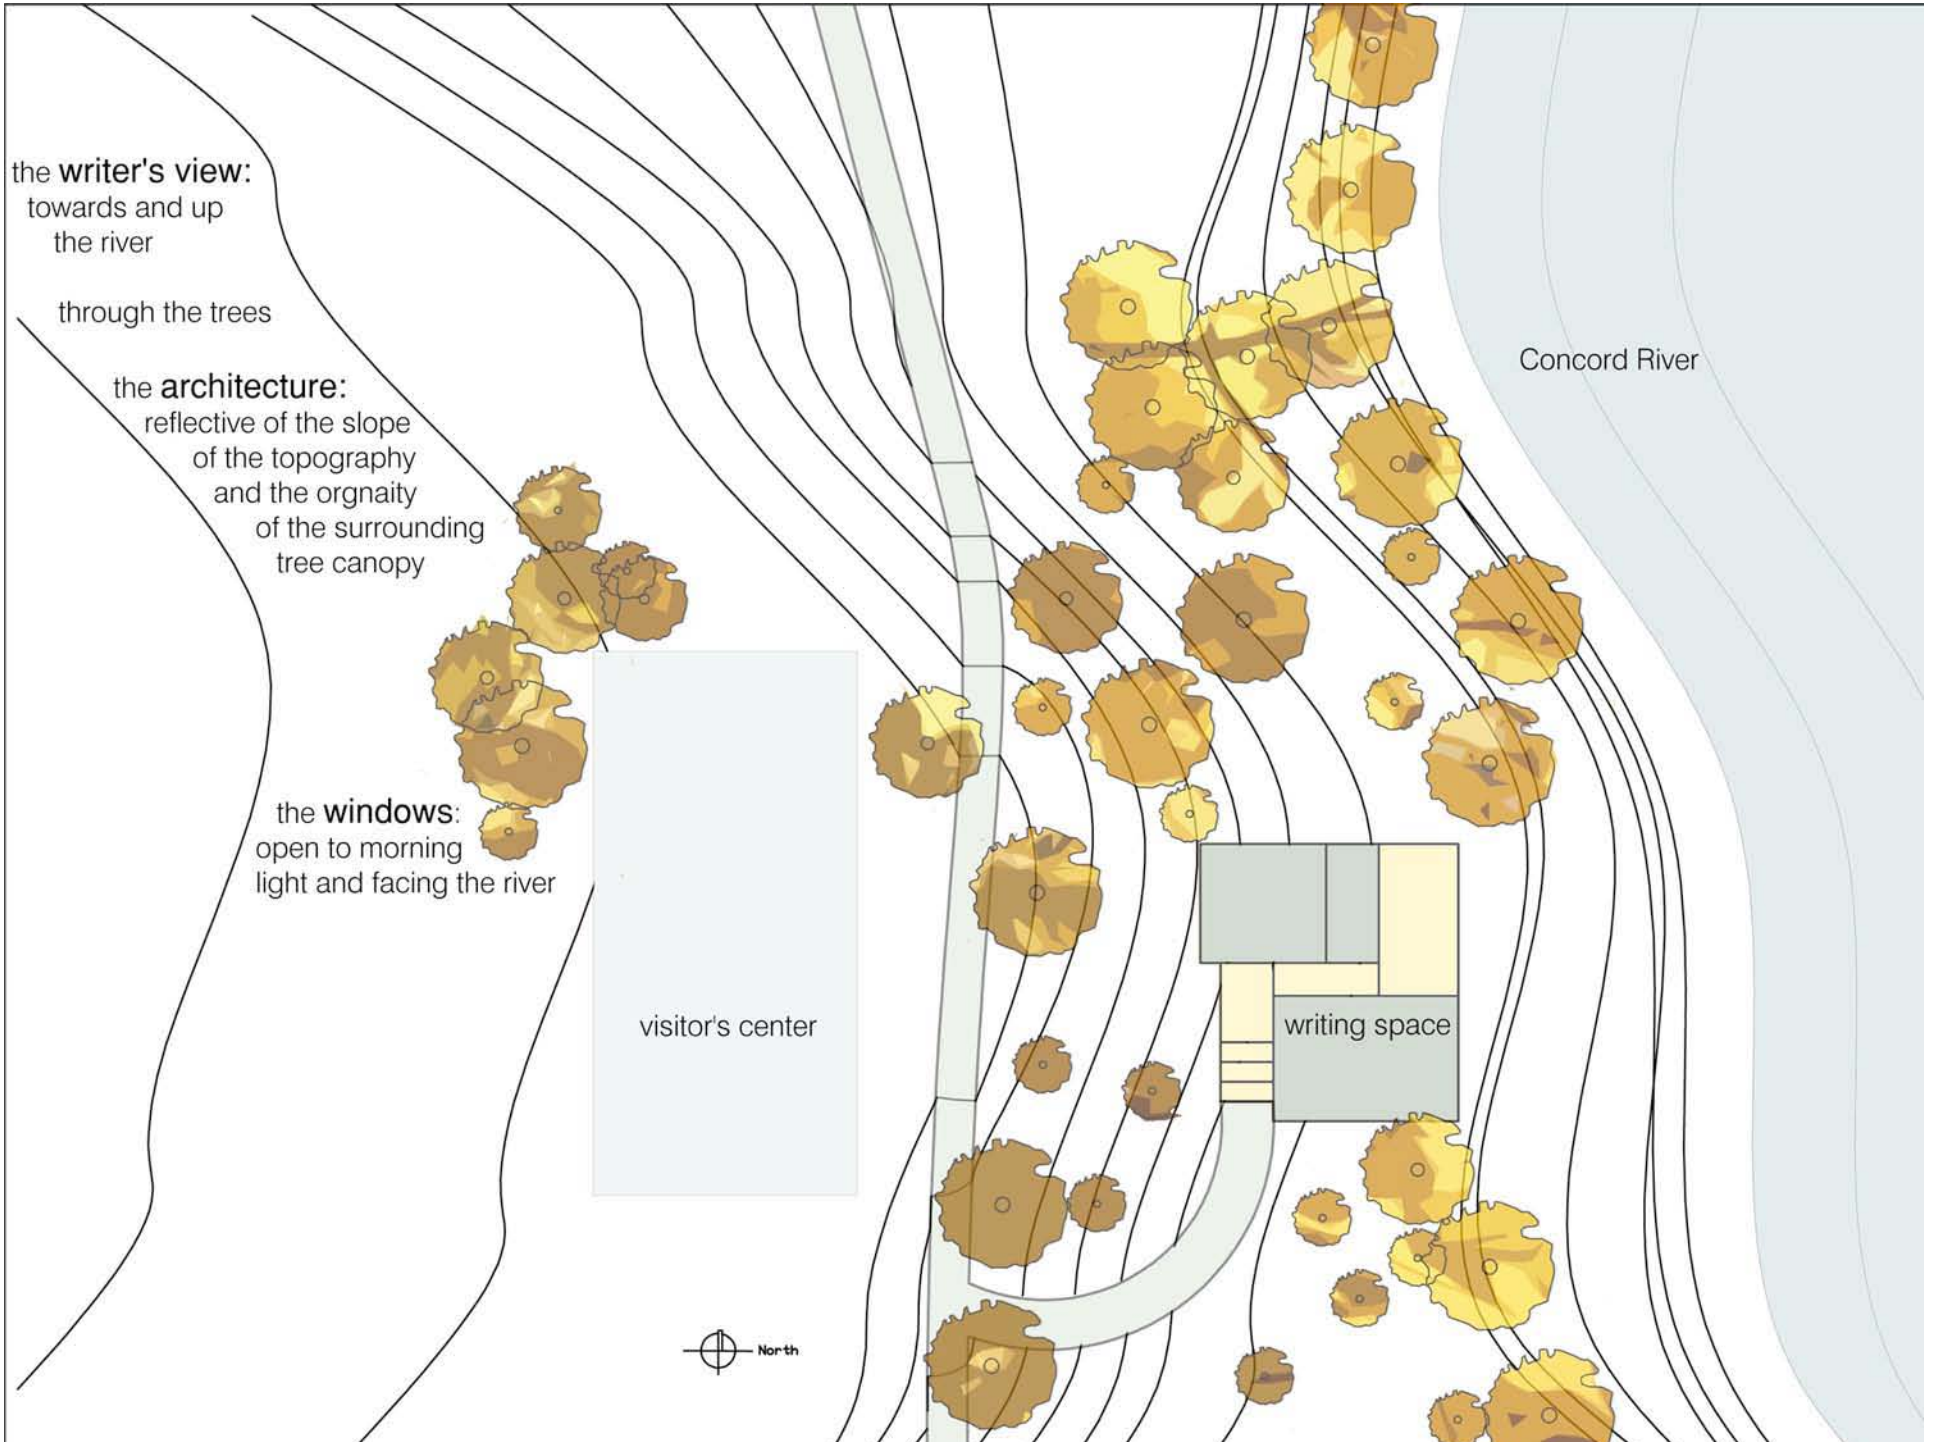 the writer's view:
towards and up
the river
through the trees
the architecture:
reflective of the slope
of the topography
and the orgnaity
of the surrounding
tree canopy
the windows:
open to morning
light and facing the river
Concord River
visitor's center
writing space
North